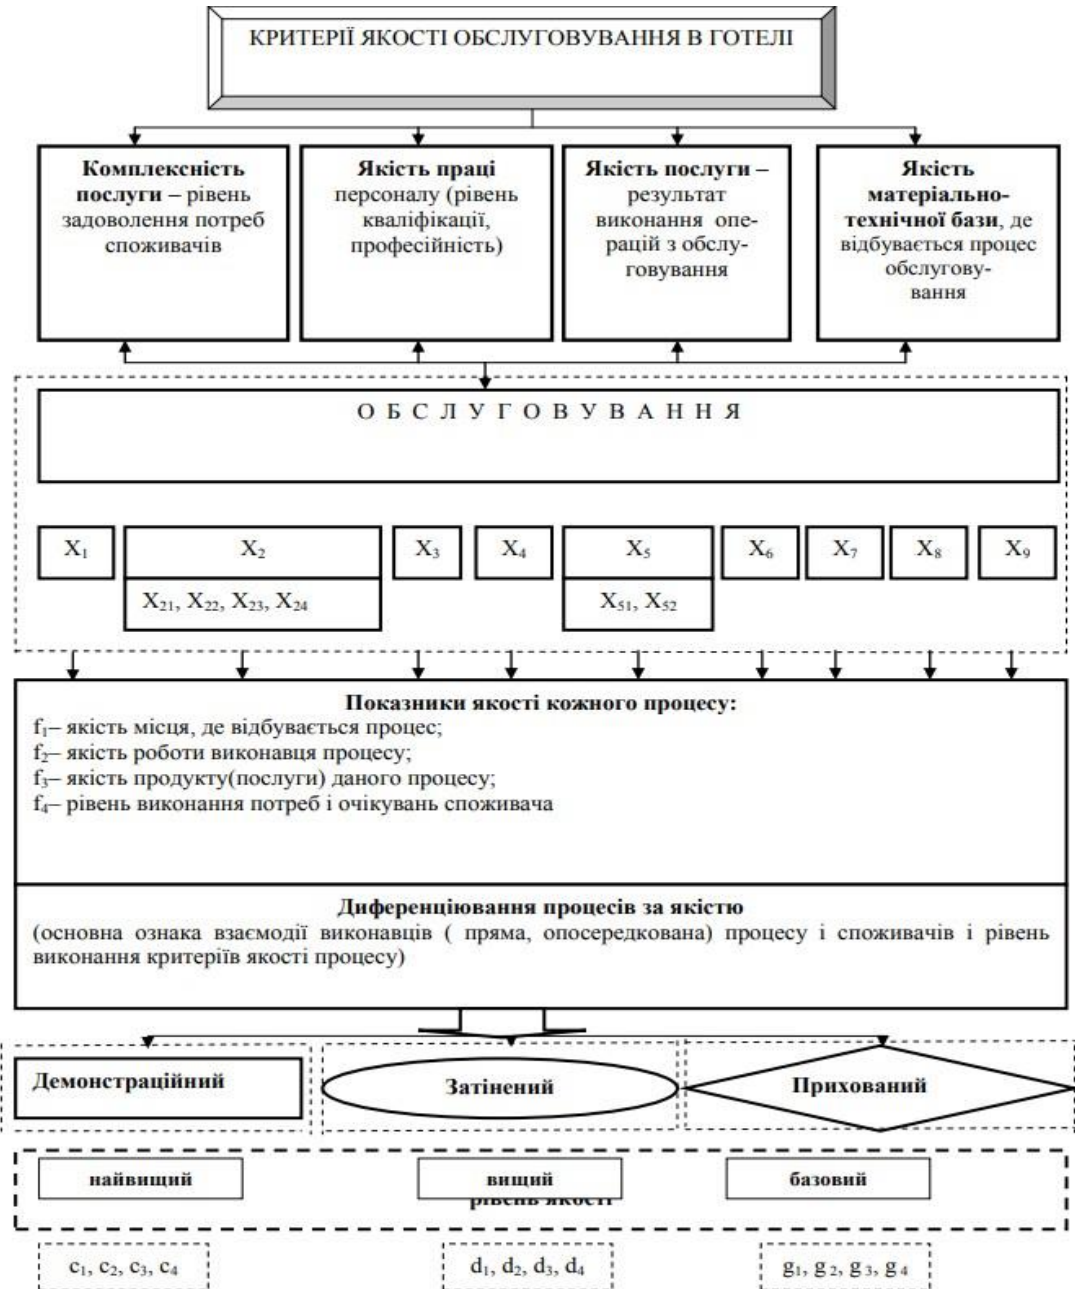 КРИТЕРІЇ ЯКОСТІ ОБСЛУГОВУВАННЯ В ГОТЕЛІ
Комплексність
послуги – рівень
задоволення потреб
споживачів
Якість праці
персоналу (рівень
кваліфікації,
професійність)
Якість послуги –
результат
виконання опе-
рацій з обслу-
говування
Якість
матеріально-
технічної бази, де
відбувається процес
обслугову-
вання
О Б С Л У Г О В У В А Н Н Я
X₁
X₂
X₃
X₄
X₅
X₆
X₇
X₈
X₉
X₂₁, X₂₂, X₂₃, X₂₄
X₅₁, X₅₂
Показники якості кожного процесу:
f₁– якість місця, де відбувається процес;
f₂– якість роботи виконавця процесу;
f₃– якість продукту(послуги) даного процесу;
f₄– рівень виконання потреб і очікувань споживача
Диференціювання процесів за якістю
(основна ознака взаємодії виконавців ( пряма, опосередкована) процесу і споживачів і рівень
виконання критеріїв якості процесу)
Демонстраційний
Затінений
Прихований
найвищий
вищий
базовий
рівень якості
c₁, c₂, c₃, c₄
d₁, d₂, d₃, d₄
g₁, g ₂, g ₃, g ₄